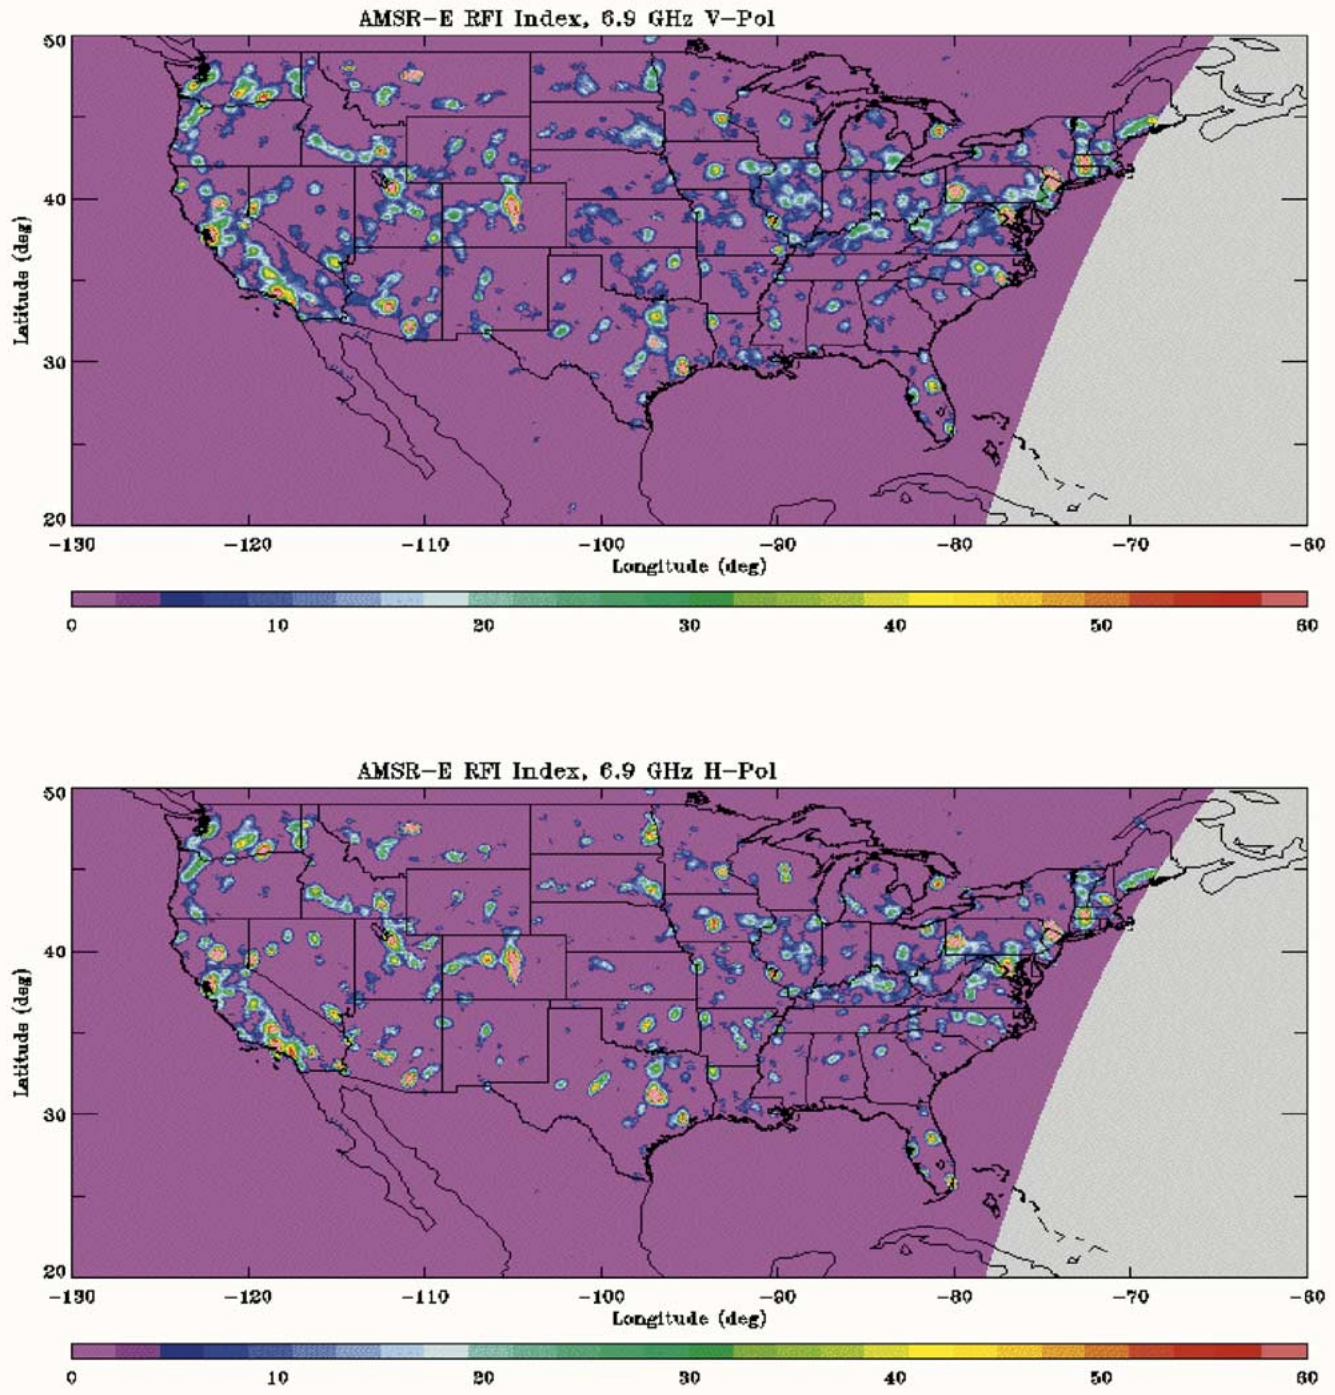 AMSR-E RFI Index, 6.9 GHz V-Pol
50
40
30
20
Latitude (deg)
-130 -120 -110 -100 -90 -80 -70 -60
Longitude (deg)
0 10 20 30 40 50 60
AMSR-E RFI Index, 6.9 GHz H-Pol
50
40
30
20
Latitude (deg)
-130 -120 -110 -100 -90 -80 -70 -60
Longitude (deg)
0 10 20 30 40 50 60